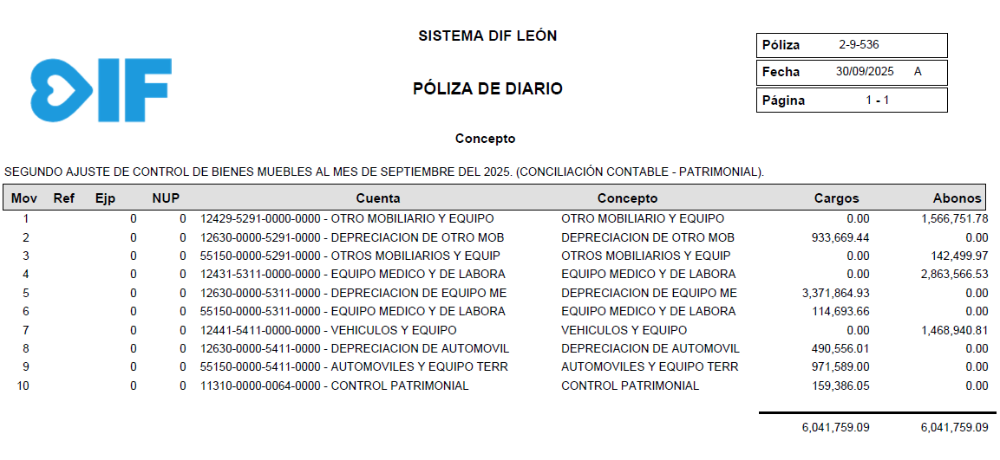 SISTEMA DIF LEÓN
Póliza 2-9-536
DIF
Fecha 30/09/2025 A
PÓLIZA DE DIARIO
Página 1 - 1
Concepto
SEGUNDO AJUSTE DE CONTROL DE BIENES MUEBLES AL MES DE SEPTIEMBRE DEL 2025. (CONCILIACIÓN CONTABLE - PATRIMONIAL).
Mov Ref Ejp NUP Cuenta Concepto Cargos Abonos
1 0 0 12429-5291-0000-0000 - OTRO MOBILIARIO Y EQUIPO OTRO MOBILIARIO Y EQUIPO 0.00 1,566,751.78
2 0 0 12630-0000-5291-0000 - DEPRECIACION DE OTRO MOB DEPRECIACION DE OTRO MOB 933,669.44 0.00
3 0 0 55150-0000-5291-0000 - OTROS MOBILIARIOS Y EQUIP OTROS MOBILIARIOS Y EQUIP 0.00 142,499.97
4 0 0 12431-5311-0000-0000 - EQUIPO MEDICO Y DE LABORA EQUIPO MEDICO Y DE LABORA 0.00 2,863,566.53
5 0 0 12630-0000-5311-0000 - DEPRECIACION DE EQUIPO ME DEPRECIACION DE EQUIPO ME 3,371,864.93 0.00
6 0 0 55150-0000-5311-0000 - EQUIPO MEDICO Y DE LABORA EQUIPO MEDICO Y DE LABORA 114,693.66 0.00
7 0 0 12441-5411-0000-0000 - VEHICULOS Y EQUIPO VEHICULOS Y EQUIPO 0.00 1,468,940.81
8 0 0 12630-0000-5411-0000 - DEPRECIACION DE AUTOMOVIL DEPRECIACION DE AUTOMOVIL 490,556.01 0.00
9 0 0 55150-0000-5411-0000 - AUTOMOVILES Y EQUIPO TERR AUTOMOVILES Y EQUIPO TERR 971,589.00 0.00
10 0 0 11310-0000-0064-0000 - CONTROL PATRIMONIAL CONTROL PATRIMONIAL 159,386.05 0.00
6,041,759.09 6,041,759.09